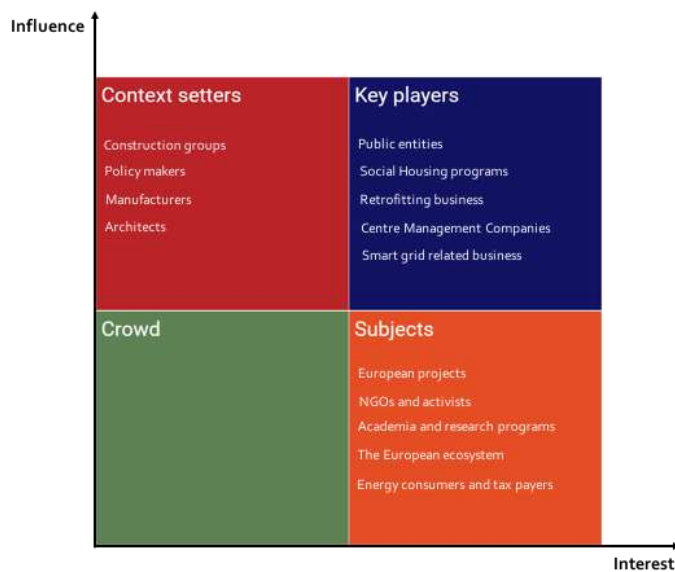 Influence
Context setters
Construction groups
Policy makers
Manufacturers
Architects
Key players
Public entities
Social Housing programs
Retrofitting business
Centre Management Companies
Smart grid related business
Crowd
Subjects
European projects
NGOs and activists
Academia and research programs
The European ecosystem
Energy consumers and tax payers
Interest